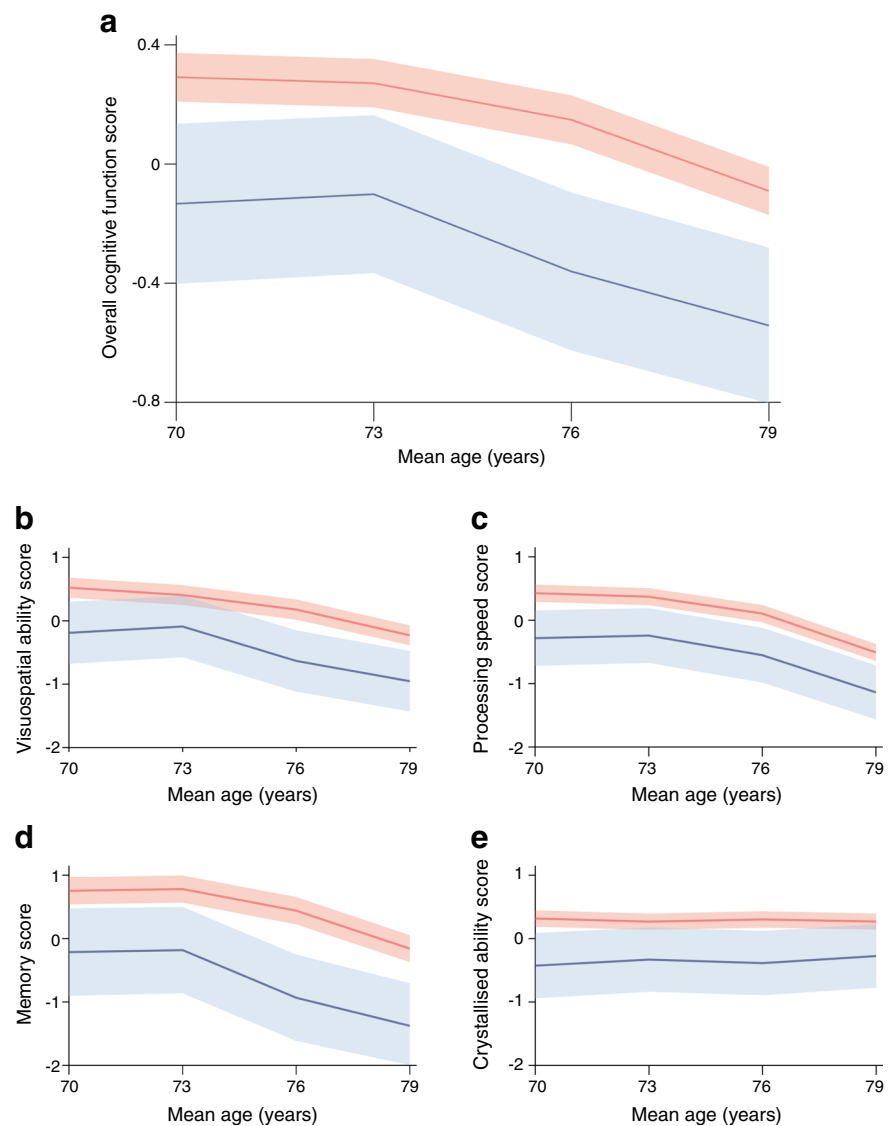 a
0.4
0
-0.4
-0.8
Overall cognitive function score
70 73 76 79
Mean age (years)
b
1
0
-1
-2
Visuospatial ability score
70 73 76 79
Mean age (years)
c
1
0
-1
-2
Processing speed score
70 73 76 79
Mean age (years)
d
1
0
-1
-2
Memory score
70 73 76 79
Mean age (years)
e
1
0
-1
-2
Crystallised ability score
70 73 76 79
Mean age (years)